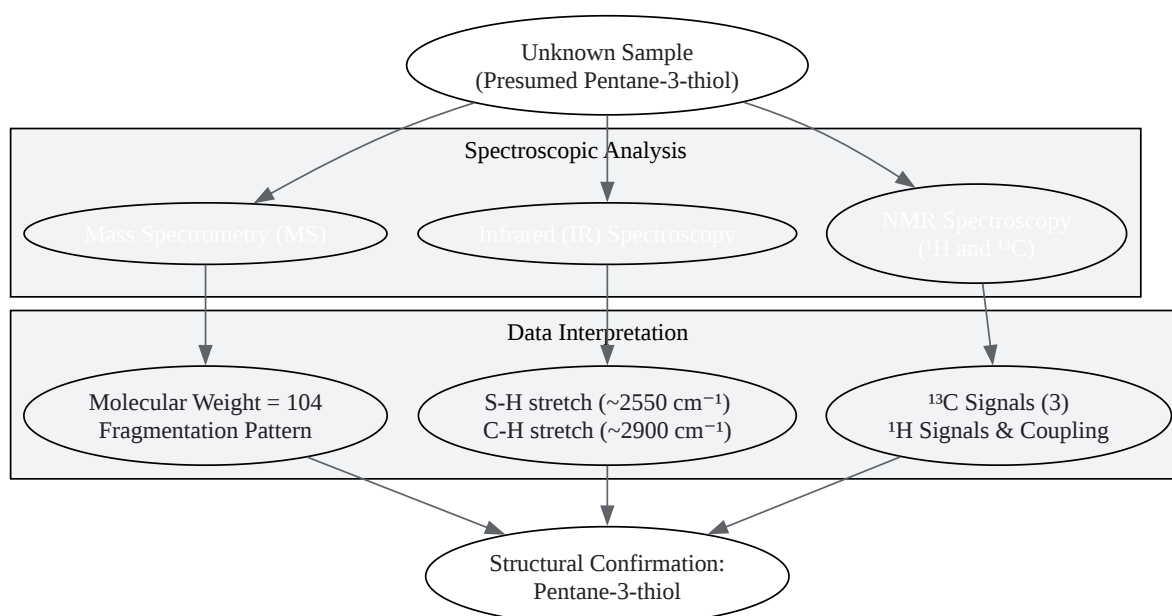 Unknown Sample
(Presumed Pentane-3-thiol)
Spectroscopic Analysis
Mass Spectrometry (MS)
Infrared (IR) Spectroscopy
NMR Spectroscopy
(¹H and ¹³C)
Data Interpretation
Molecular Weight = 104
Fragmentation Pattern
S-H stretch (~2550 cm⁻¹)
C-H stretch (~2900 cm⁻¹)
¹³C Signals (3)
¹H Signals & Coupling
Structural Confirmation:
Pentane-3-thiol